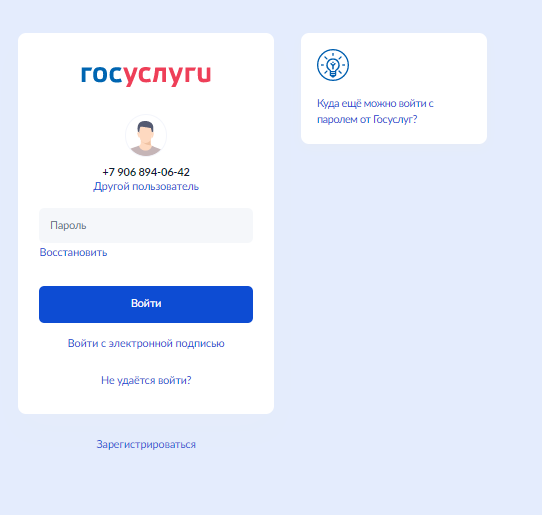 госуслуги
+7 906 894-06-42
Другой пользователь
Пароль
Восстановить
Войти
Войти с электронной подписью
Не удаётся войти?
Зарегистрироваться
Куда ещё можно войти с
паролем от Госуслуг?